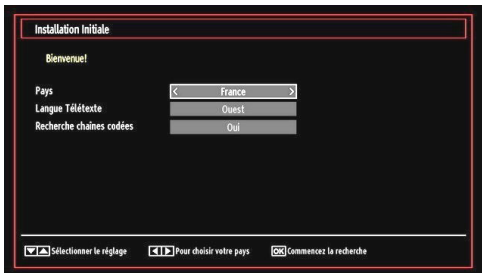 Installation Initiale
Bienvenue!
Pays < France >
Langue Télétexte Ouest
Recherche chaînes codées Oui
Sélectionner le réglage Pour choisir votre pays OK Commencez la recherche